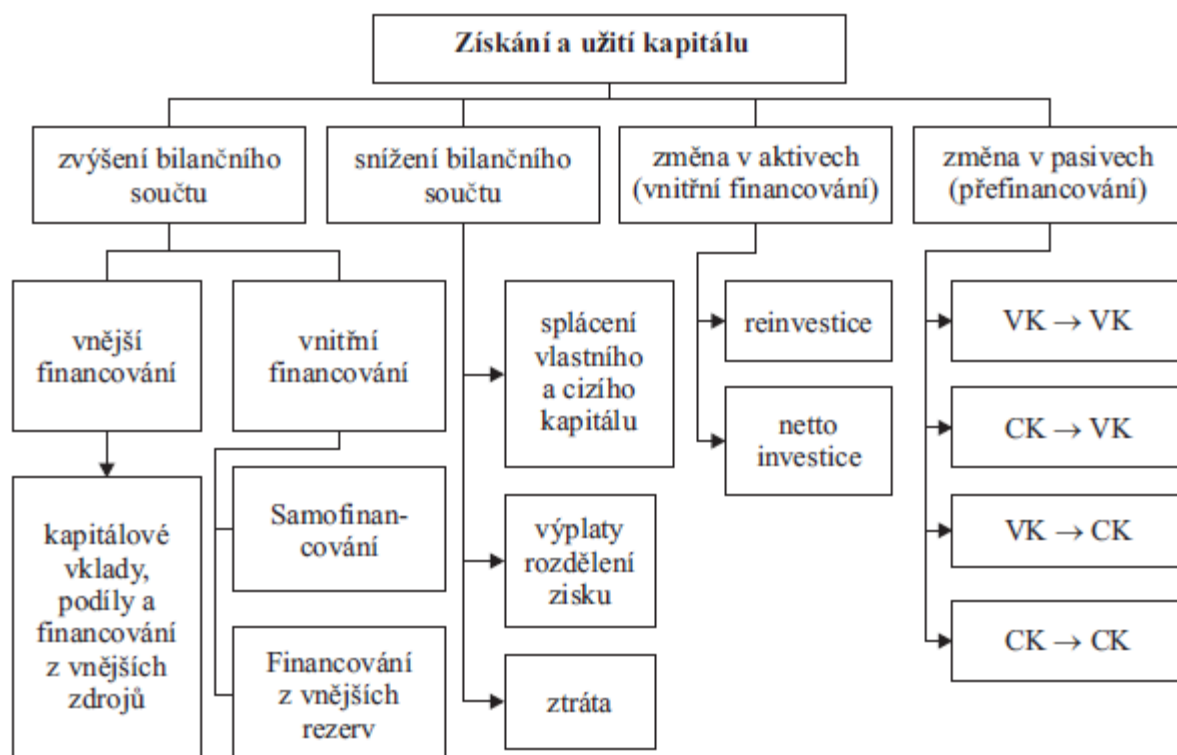 Získání a užití kapitálu
zvýšení bilančního
součtu
snížení bilančního
součtu
změna v aktivech
(vnitřní financování)
změna v pasivech
(přefinancování)
vnější
financování
vnitřní
financování
kapitálové
vklady,
podíly a
financování
z vnějších
zdrojů
Samofinan-
cování
Financování
z vnějších
rezerv
splácení
vlastního
a cizího
kapitálu
výplaty
rozdělení
zisku
ztráta
reinvestice
netto
investice
VK → VK
CK → VK
VK → CK
CK → CK